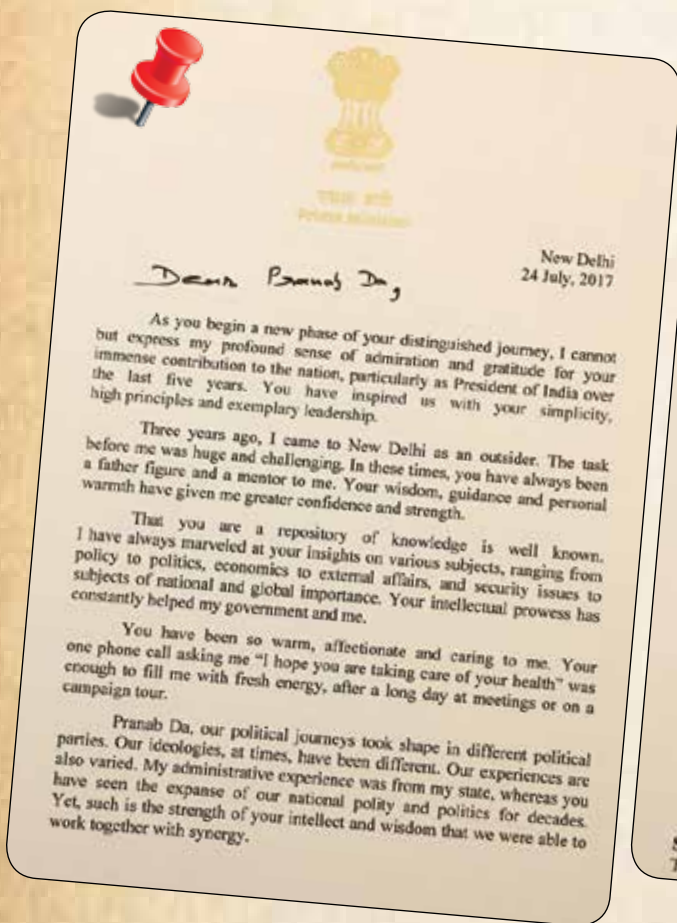 प्रधान मंत्री
Prime Minister
New Delhi
24 July, 2017
Dear Pranab Da,
As you begin a new phase of your distinguished journey, I cannot
but express my profound sense of admiration and gratitude for your
immense contribution to the nation, particularly as President of India over
the last five years. You have inspired us with your simplicity,
high principles and exemplary leadership.
Three years ago, I came to New Delhi as an outsider. The task
before me was huge and challenging. In these times, you have always been
a father figure and a mentor to me. Your wisdom, guidance and personal
warmth have given me greater confidence and strength.
That you are a repository of knowledge is well known.
I have always marveled at your insights on various subjects, ranging from
policy to politics, economics to external affairs, and security issues to
subjects of national and global importance. Your intellectual prowess has
constantly helped my government and me.
You have been so warm, affectionate and caring to me. Your
one phone call asking me “I hope you are taking care of your health” was
enough to fill me with fresh energy, after a long day at meetings or on a
campaign tour.
Pranab Da, our political journeys took shape in different political
parties. Our ideologies, at times, have been different. Our experiences are
also varied. My administrative experience was from my state, whereas you
have seen the expanse of our national polity and politics for decades.
Yet, such is the strength of your intellect and wisdom that we were able to
work together with synergy.